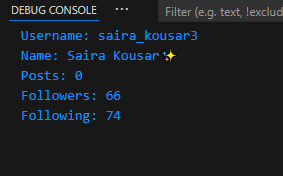 DEBUG CONSOLE ··· Filter (e.g. text, !exclud
Username: saira_kousar3
Name: Saira Kousar✨
Posts: 0
Followers: 66
Following: 74